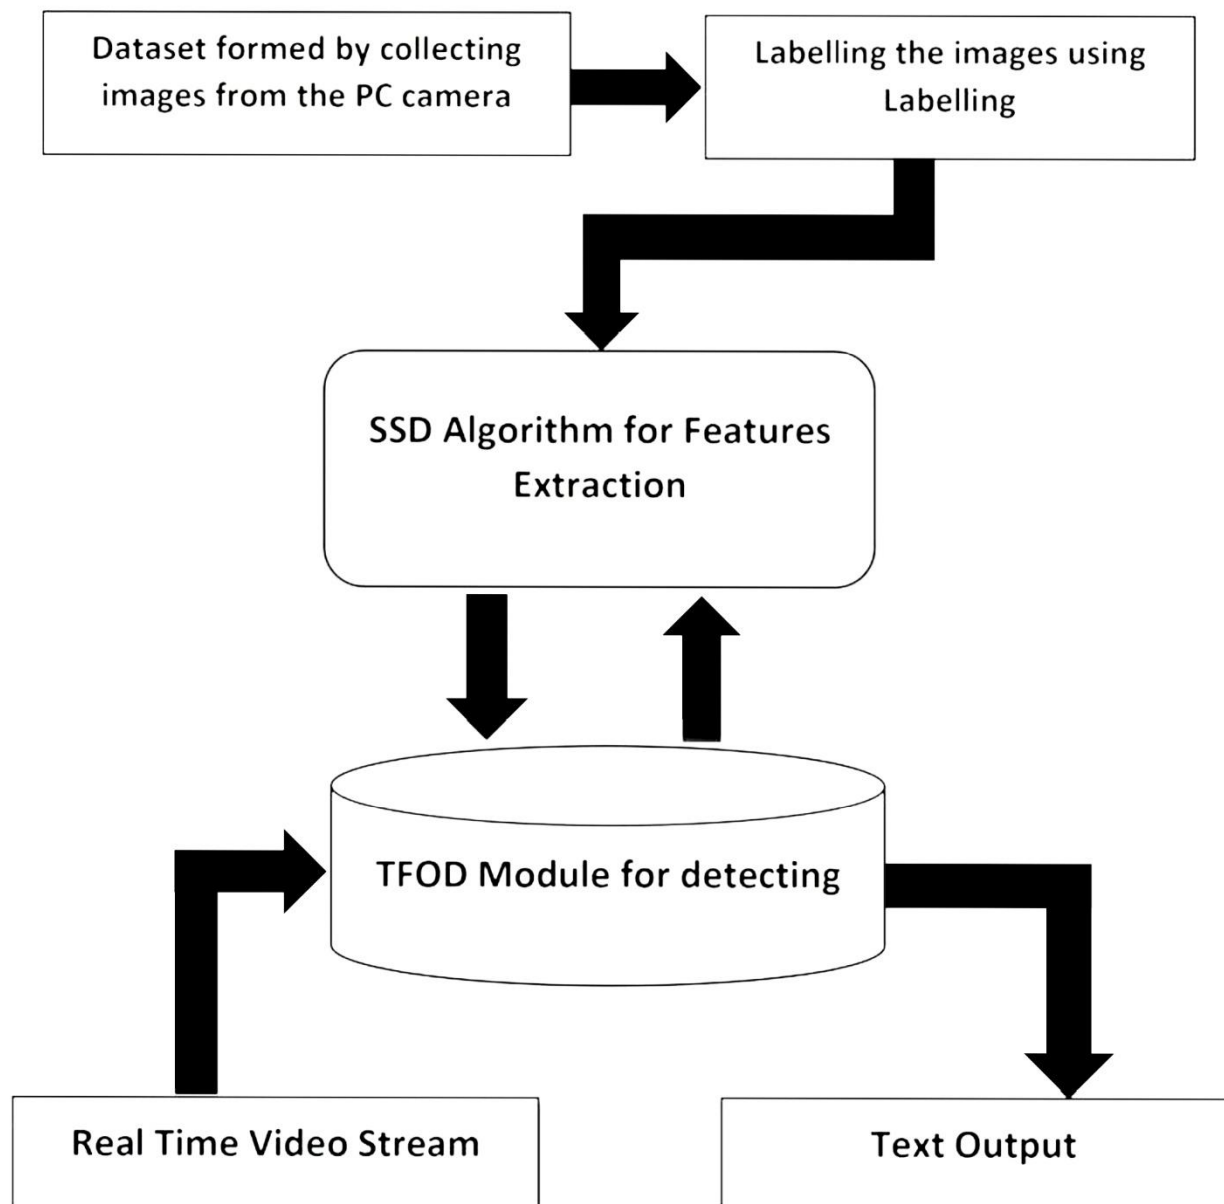 Dataset formed by collecting
images from the PC camera
Labelling the images using
Labelling
SSD Algorithm for Features
Extraction
TFOD Module for detecting
Real Time Video Stream
Text Output